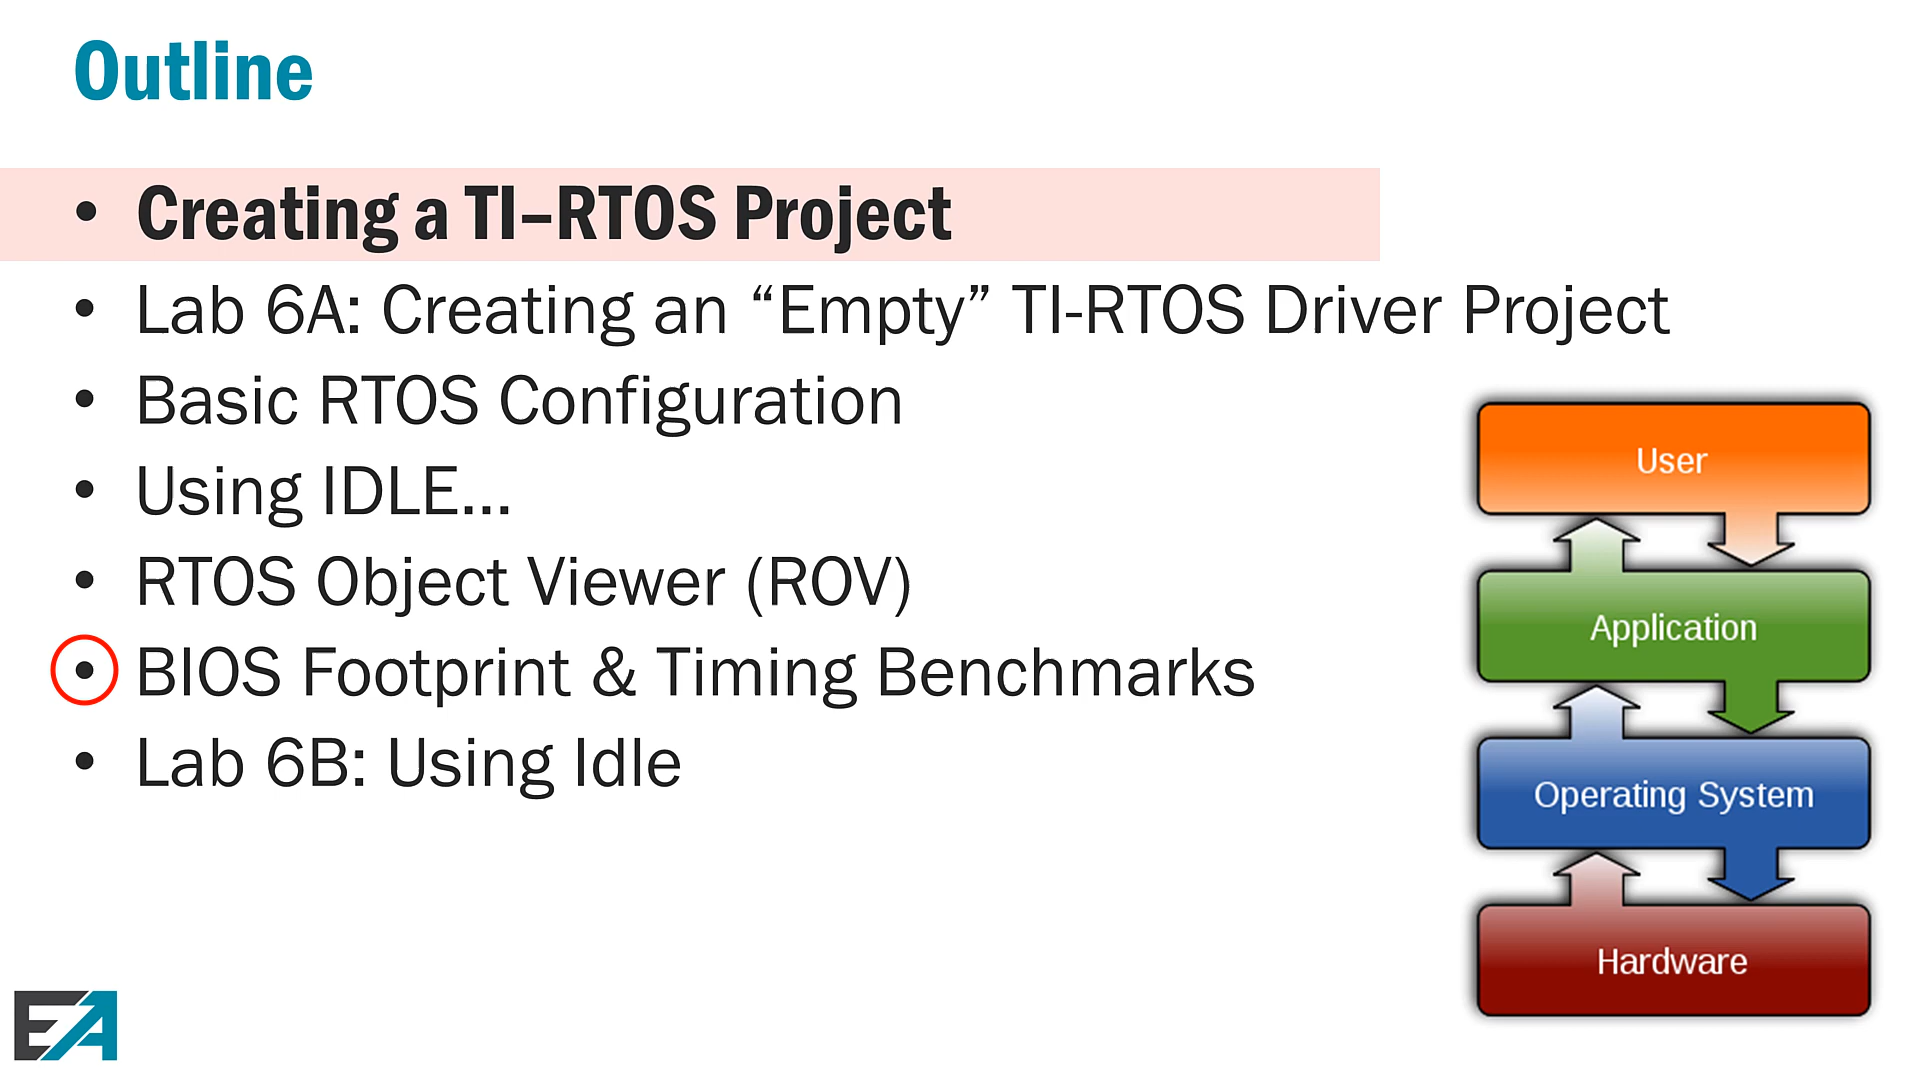 Outline
• Creating a TI–RTOS Project
• Lab 6A: Creating an “Empty” TI-RTOS Driver Project
• Basic RTOS Configuration
• Using IDLE...
• RTOS Object Viewer (ROV)
• BIOS Footprint & Timing Benchmarks
• Lab 6B: Using Idle
User
Application
Operating System
Hardware
EA